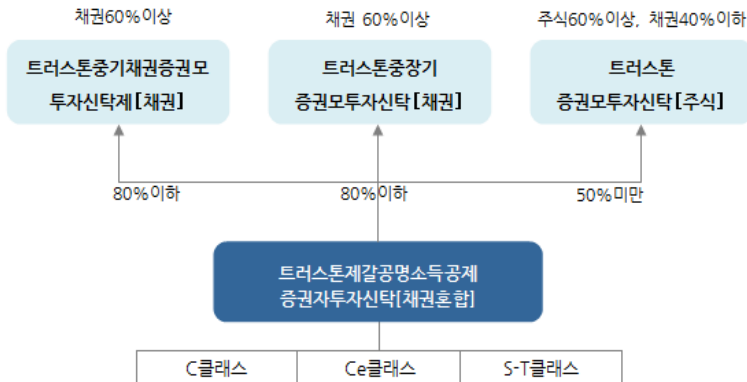 채권60%이상
채권 60%이상
주식60%이상, 채권40%이하
트러스톤중기채권증권모
투자신탁제[채권]
트러스톤중장기
증권모투자신탁[채권]
트러스톤
증권모투자신탁[주식]
80%이하
80%이하
50%미만
트러스톤제갈공명소득공제
증권자투자신탁[채권혼합]
C클래스
Ce클래스
S-T클래스